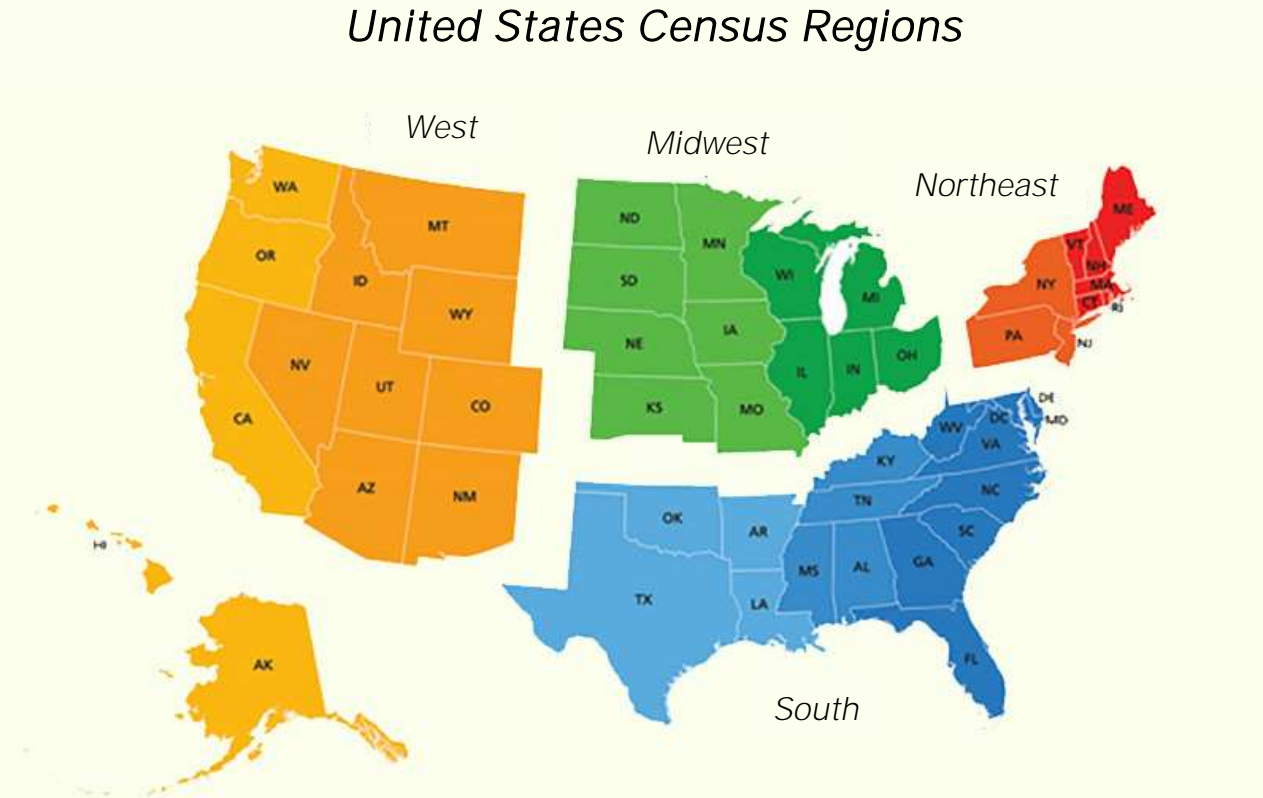 United States Census Regions
West
Midwest
Northeast
WA
MT
OR
ID
WY
NV
UT
CO
CA
AZ
NM
HI
AK
ND
MN
SD
WI
MI
NE
IA
IL
IN
OH
KS
MO
ME
VT
NH
NY
MA
CT
RI
PA
NJ
DE
MD
DC
WV
VA
KY
NC
TN
OK
AR
SC
MS
AL
GA
TX
LA
FL
South